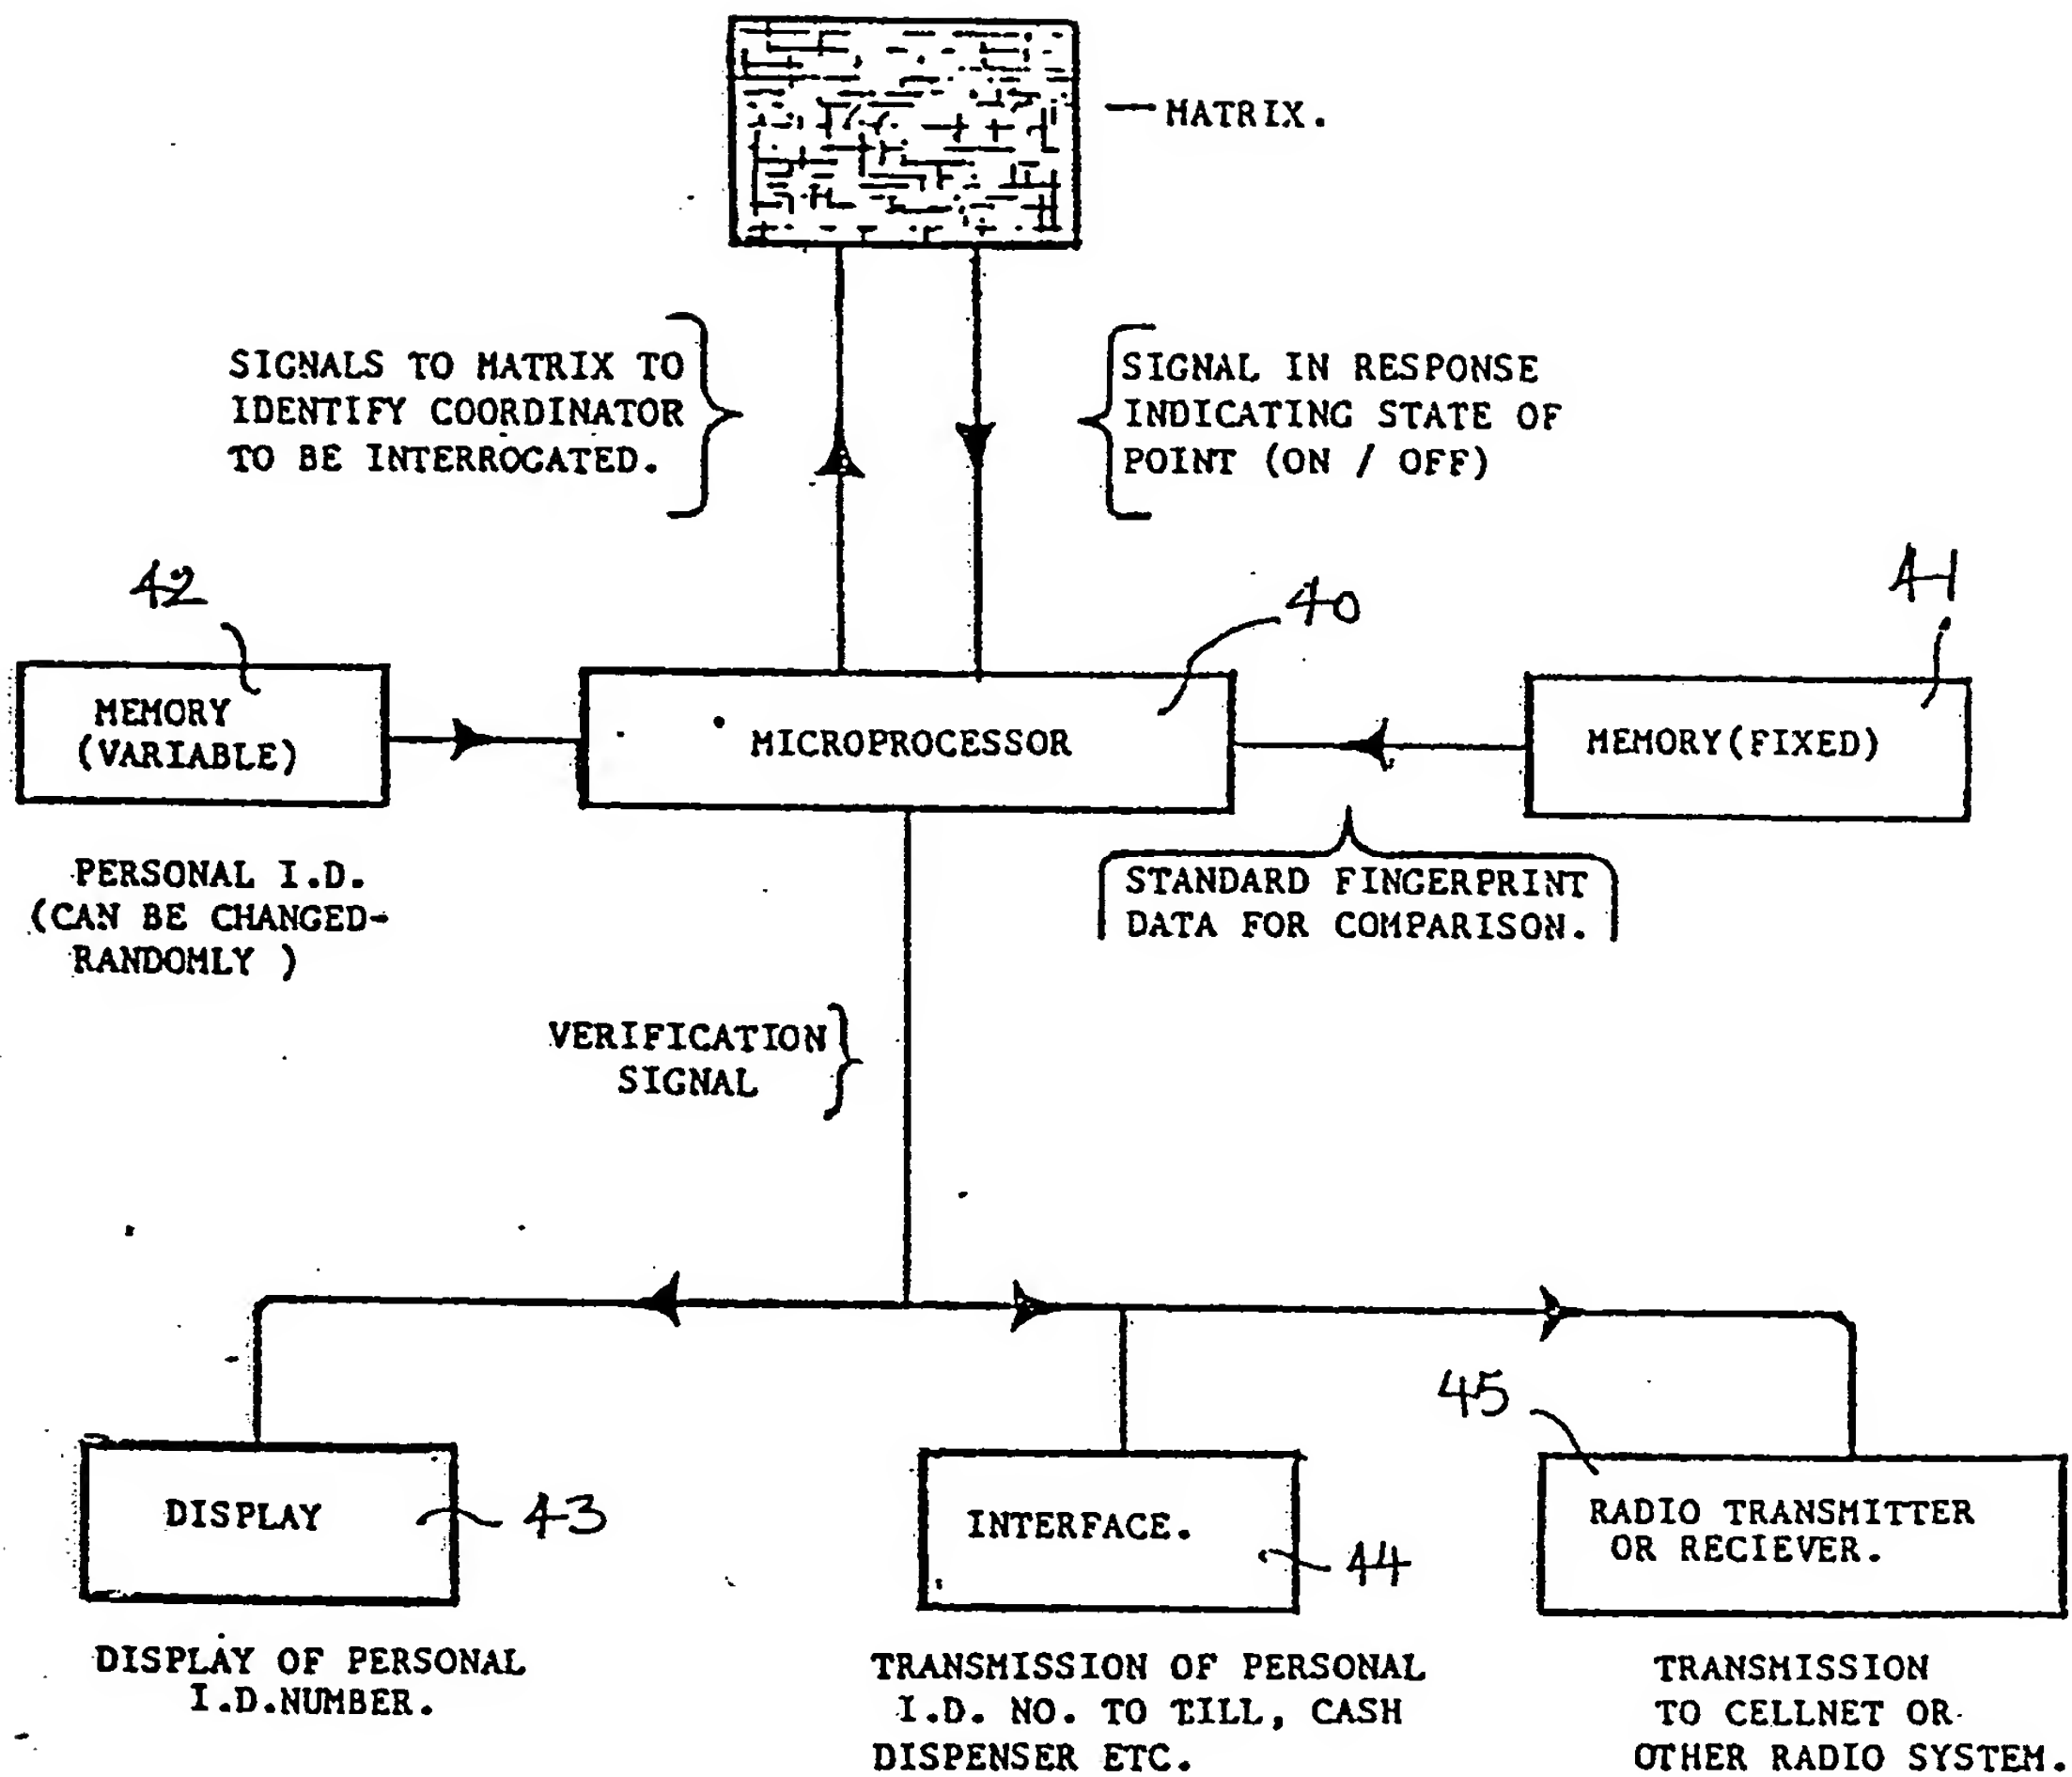 MATRIX.
SIGNALS TO MATRIX TO
IDENTIFY COORDINATOR
TO BE INTERROGATED.
SIGNAL IN RESPONSE
INDICATING STATE OF
POINT (ON / OFF)
42
40
41
MEMORY
(VARIABLE)
MICROPROCESSOR
MEMORY(FIXED)
PERSONAL I.D.
(CAN BE CHANGED-
RANDOMLY )
STANDARD FINGERPRINT
DATA FOR COMPARISON.
VERIFICATION
SIGNAL
45
DISPLAY
43
INTERFACE.
44
RADIO TRANSMITTER
OR RECIEVER.
DISPLAY OF PERSONAL
I.D.NUMBER.
TRANSMISSION OF PERSONAL
I.D. NO. TO TILL, CASH
DISPENSER ETC.
TRANSMISSION
TO CELLNET OR
OTHER RADIO SYSTEM.